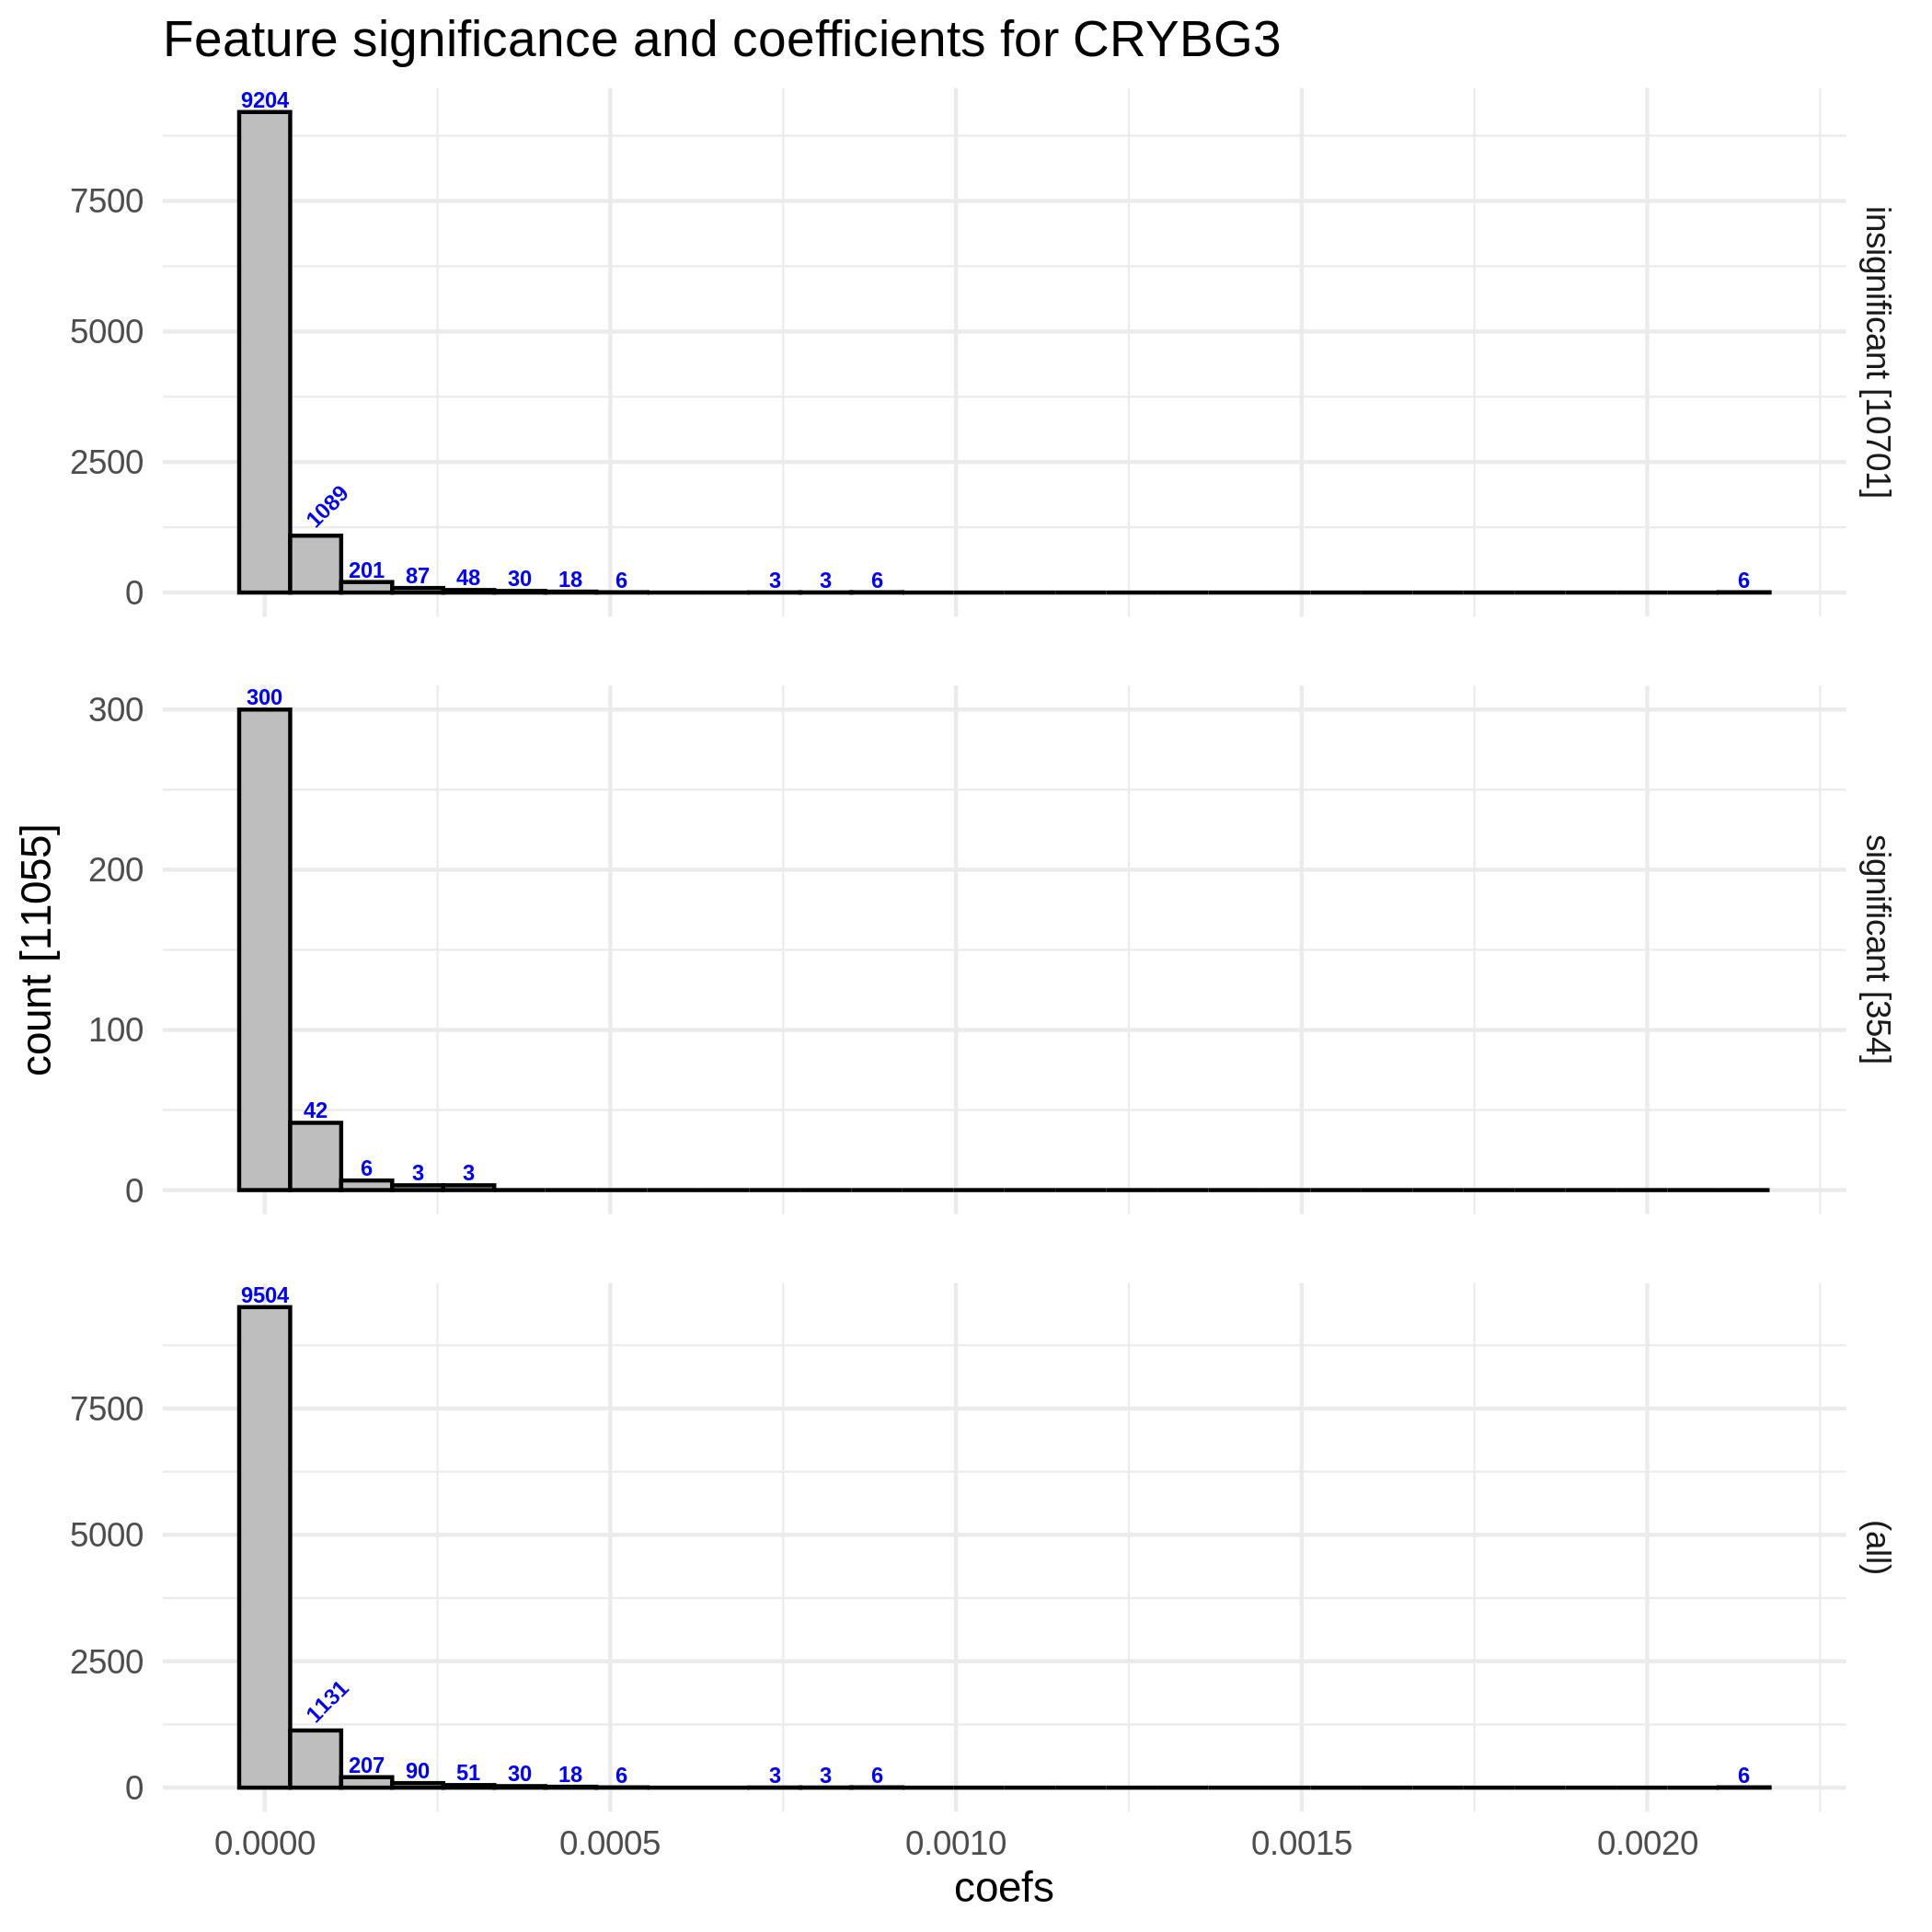 Feature significance and coefficients for CRYBG3
9204
7500
5000
2500
0
1089
201 87 48 30 18 6 3 3 6 6
insignificant [10701]
300
300
200
100
0
42
6 3 3
significant [354]
count [11055]
9504
7500
5000
2500
0
1131
207 90 51 30 18 6 3 3 6 6
(all)
0.0000 0.0005 0.0010 0.0015 0.0020
coefs